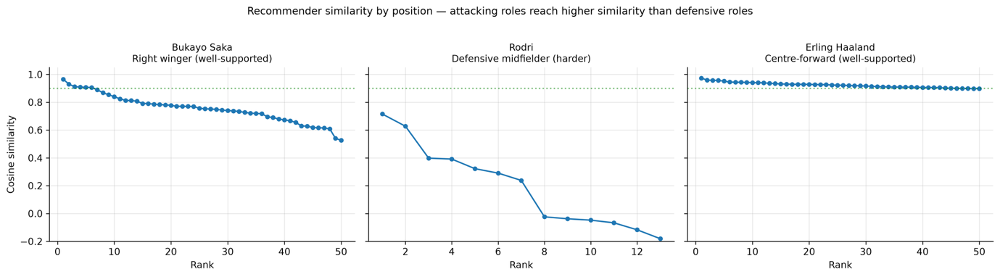 Recommender similarity by position — attacking roles reach higher similarity than defensive roles
Bukayo Saka
Right winger (well-supported)
Rodri
Defensive midfielder (harder)
Erling Haaland
Centre-forward (well-supported)
Cosine similarity
1.0
0.8
0.6
0.4
0.2
0.0
−0.2
0 10 20 30 40 50
2 4 6 8 10 12
0 10 20 30 40 50
Rank
Rank
Rank